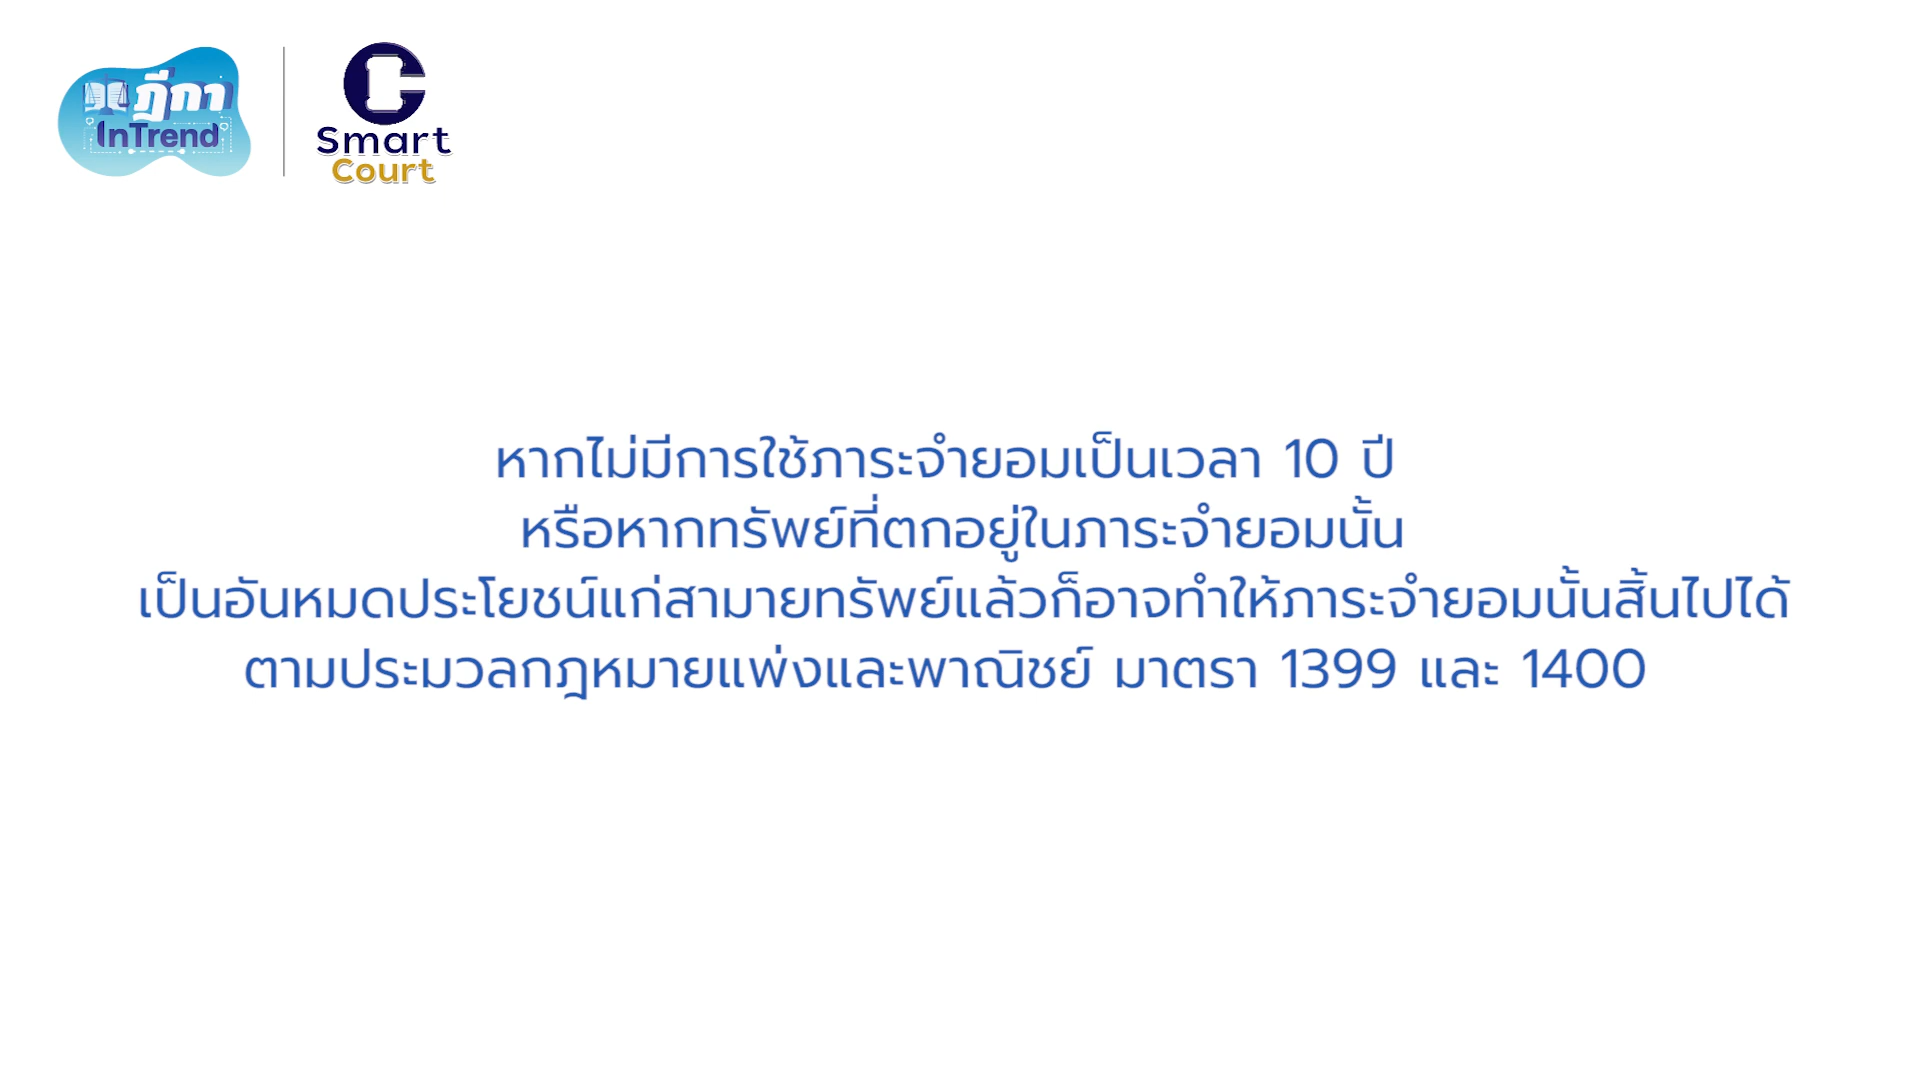 ฎีกา
InTrend
Smart
Court
หากไม่มีการใช้ภาระจำยอมเป็นเวลา 10 ปี
หรือหากทรัพย์ที่ตกอยู่ในภาระจำยอมนั้น
เป็นอันหมดประโยชน์แก่สามายทรัพย์แล้วก็อาจทำให้ภาระจำยอมนั้นสิ้นไปได้
ตามประมวลกฎหมายแพ่งและพาณิชย์ มาตรา 1399 และ 1400